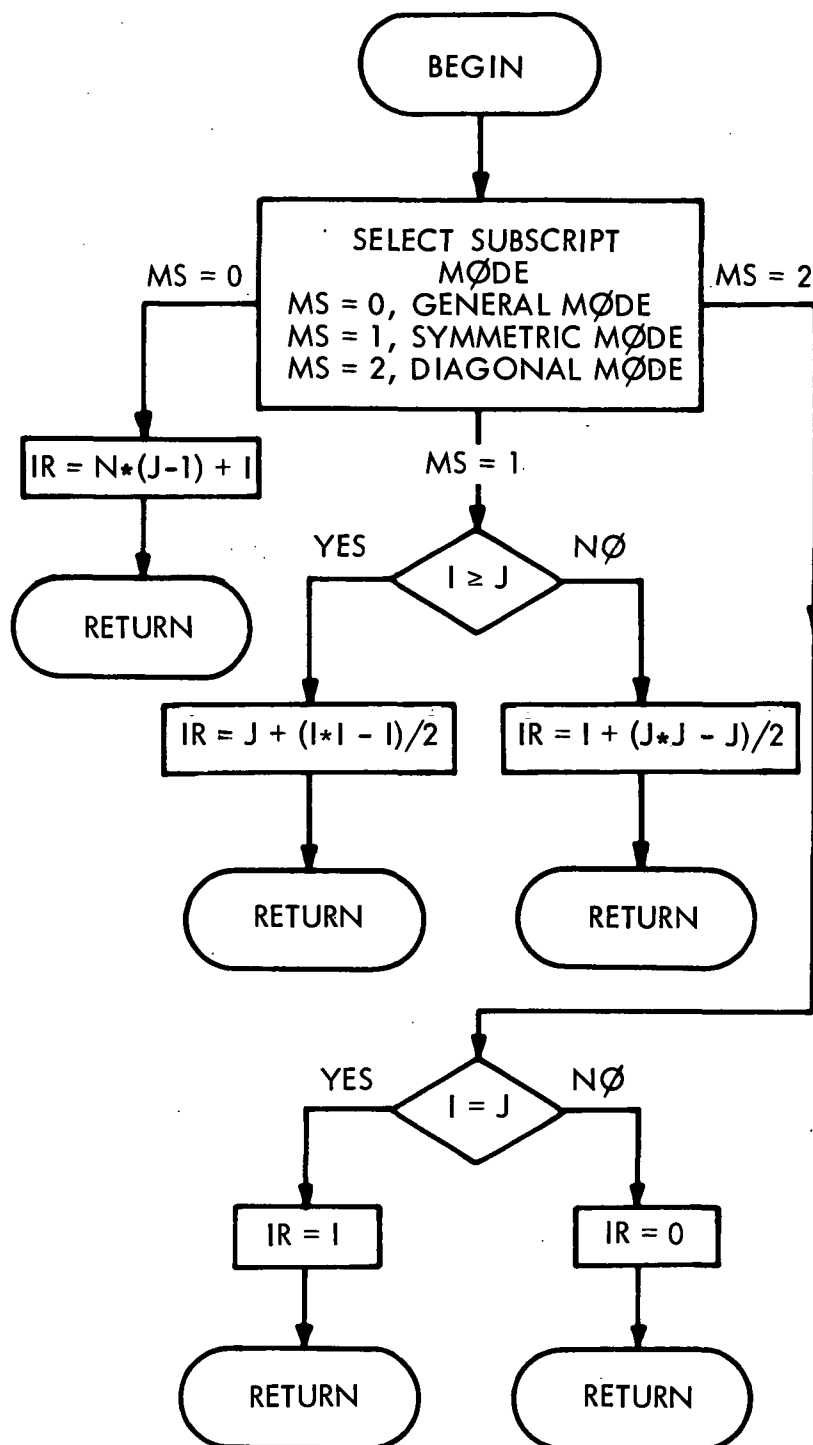 BEGIN
SELECT SUBSCRIPT
MØDE
MS = 0, GENERAL MØDE
MS = 1, SYMMETRIC MØDE
MS = 2, DIAGONAL MØDE
MS = 0
MS = 2
MS = 1
IR = N*(J-1) + I
RETURN
YES
I ≥ J
NØ
IR = J + (I*I - I)/2
IR = I + (J*J - J)/2
RETURN
RETURN
YES
I = J
NØ
IR = I
IR = 0
RETURN
RETURN